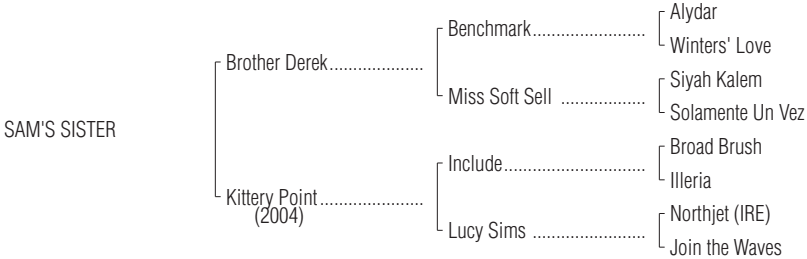 Alydar
Benchmark........................
Winters' Love
Brother Derek....................
Siyah Kalem
Miss Soft Sell ..................
Solamente Un Vez
SAM'S SISTER
Broad Brush
Include..............................
Illeria
Kittery Point......................
(2004)
Northjet (IRE)
Lucy Sims ........................
Join the Waves